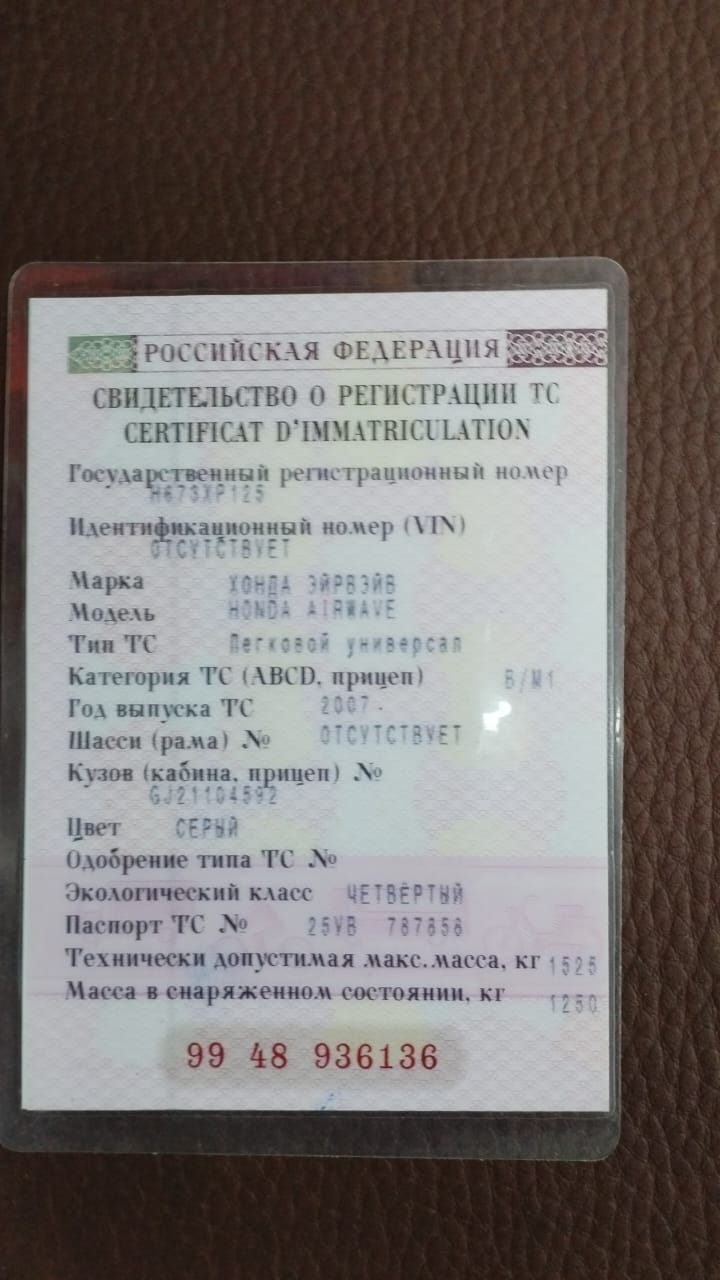 РОССИЙСКАЯ ФЕДЕРАЦИЯ
СВИДЕТЕЛЬСТВО О РЕГИСТРАЦИИ ТС
CERTIFICAT D'IMMATRICULATION
Государственный регистрационный номер
Н673ХР125
Идентификационный номер (VIN)
ОТСУТСТВУЕТ
Марка ХОНДА ЭЙРВЭЙВ
Модель HONDA AIRWAVE
Тип ТС Легковой универсал
Категория ТС (ABCD, прицеп) B/M1
Год выпуска ТС 2007.
Шасси (рама) № ОТСУТСТВУЕТ
Кузов (кабина, прицеп) №
GJ21104592
Цвет СЕРЫЙ
Одобрение типа ТС №
Экологический класс ЧЕТВЁРТЫЙ
Паспорт ТС № 25УВ 787858
Технически допустимая макс.масса, кг 1525
Масса в снаряженном состоянии, кг 1250
99 48 936136